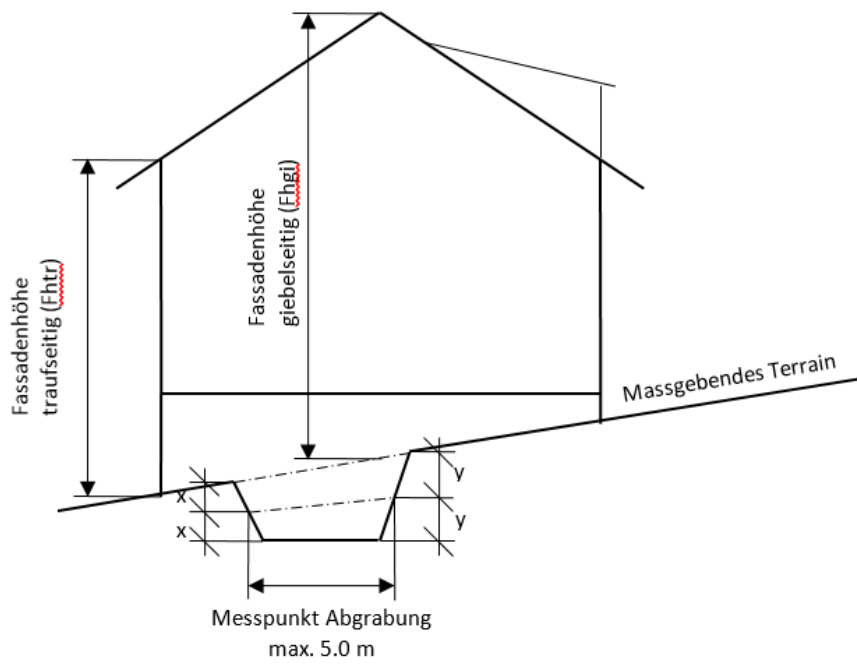 Fassadenhöhe
traufseitig (Fhtr)
Fassadenhöhe
giebelseitig (Fhgi)
Massgebendes Terrain
x
x
y
y
Messpunkt Abgrabung
max. 5.0 m